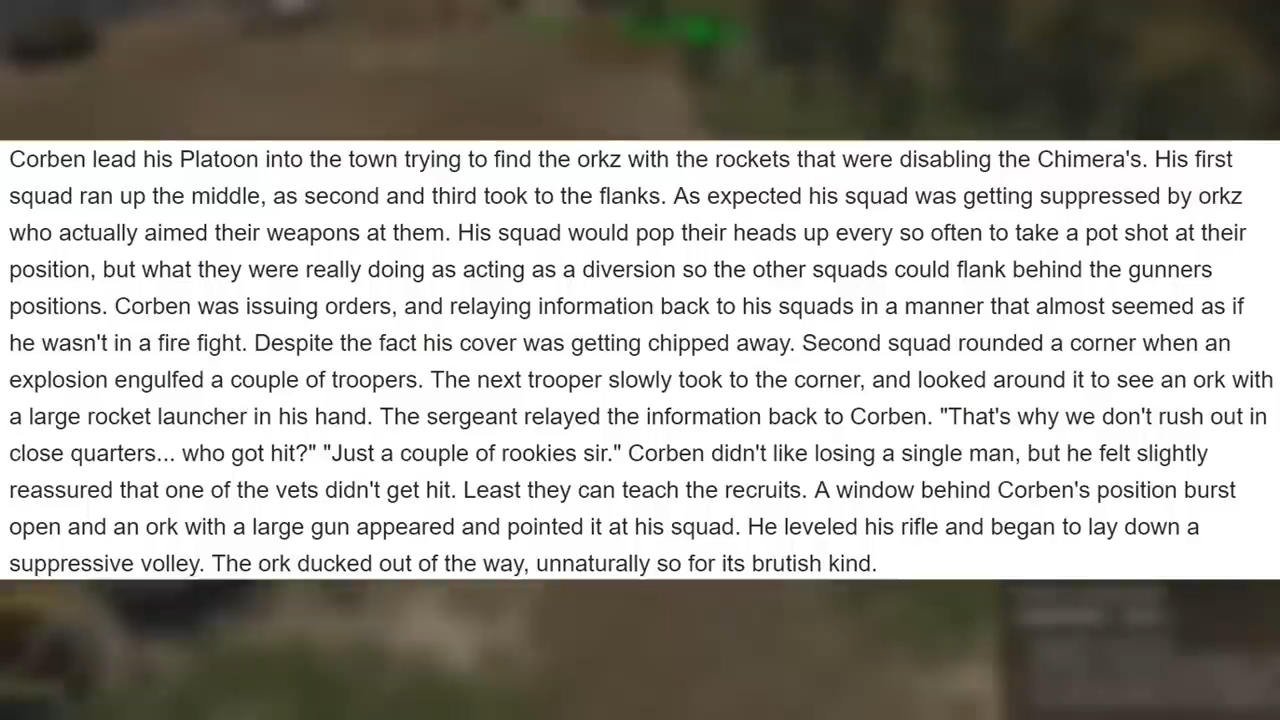 Corben lead his Platoon into the town trying to find the orkz with the rockets that were disabling the Chimera's. His first
squad ran up the middle, as second and third took to the flanks. As expected his squad was getting suppressed by orkz
who actually aimed their weapons at them. His squad would pop their heads up every so often to take a pot shot at their
position, but what they were really doing as acting as a diversion so the other squads could flank behind the gunners
positions. Corben was issuing orders, and relaying information back to his squads in a manner that almost seemed as if
he wasn't in a fire fight. Despite the fact his cover was getting chipped away. Second squad rounded a corner when an
explosion engulfed a couple of troopers. The next trooper slowly took to the corner, and looked around it to see an ork with
a large rocket launcher in his hand. The sergeant relayed the information back to Corben. "That's why we don't rush out in
close quarters... who got hit?" "Just a couple of rookies sir." Corben didn't like losing a single man, but he felt slightly
reassured that one of the vets didn't get hit. Least they can teach the recruits. A window behind Corben's position burst
open and an ork with a large gun appeared and pointed it at his squad. He leveled his rifle and began to lay down a
suppressive volley. The ork ducked out of the way, unnaturally so for its brutish kind.